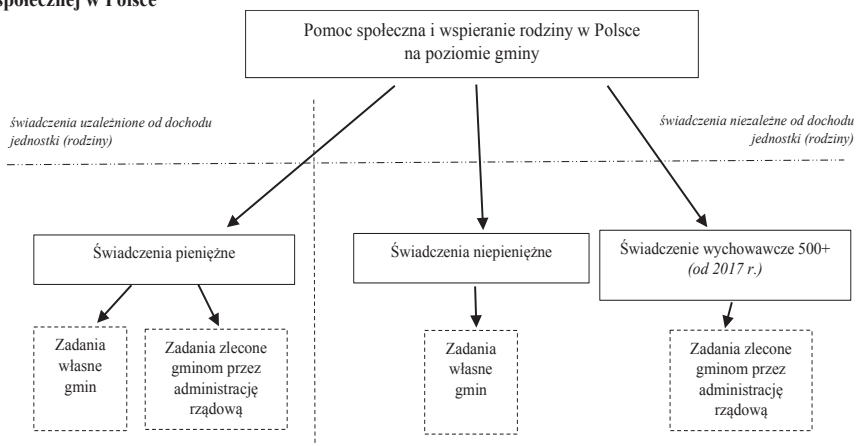 społecznej w Polsce
Pomoc społeczna i wspieranie rodziny w Polsce
na poziomie gminy
świadczenia uzależnione od dochodu
jednostki (rodziny)
świadczenia niezależne od dochodu
jednostki (rodziny)
Świadczenia pieniężne
Świadczenia niepieniężne
Świadczenie wychowawcze 500+
(od 2017 r.)
Zadania
własne
gmin
Zadania zlecone
gminom przez
administrację
rządową
Zadania
własne
gmin
Zadania zlecone
gminom przez
administrację
rządową